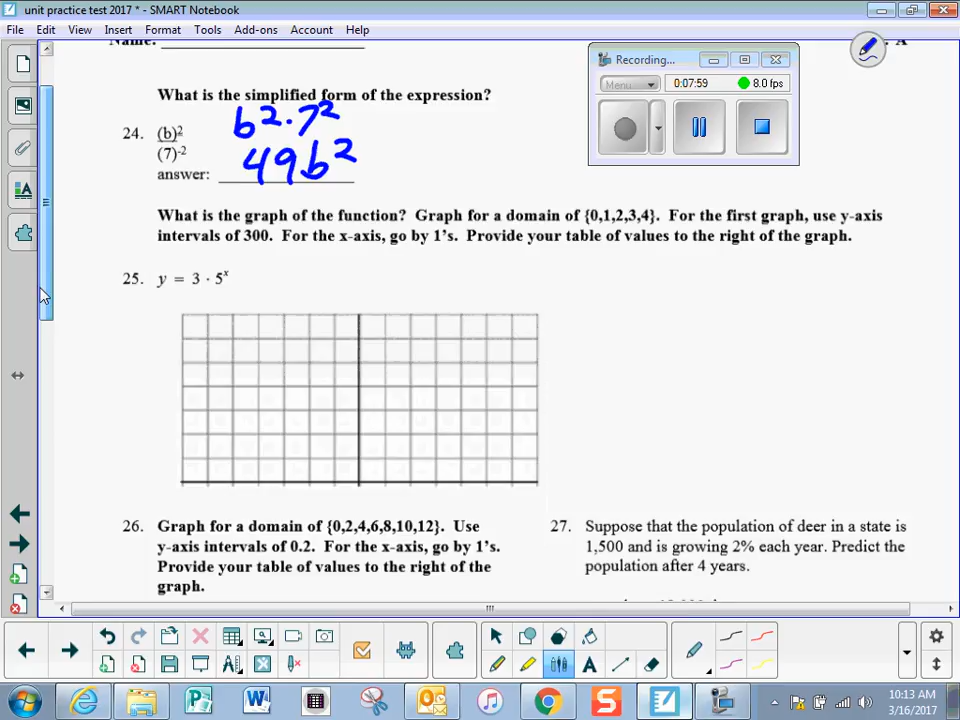 unit practice test 2017 * - SMART Notebook
File Edit View Insert Format Tools Add-ons Account Help
Name: A
Recording...
Menu 0:07:59 8.0 fps
What is the simplified form of the expression?
b2.7²
24. (b)²
(7)-²
49b²
answer:
What is the graph of the function? Graph for a domain of {0,1,2,3,4}. For the first graph, use y-axis
intervals of 300. For the x-axis, go by 1's. Provide your table of values to the right of the graph.
25. y = 3 · 5ˣ
26. Graph for a domain of {0,2,4,6,8,10,12}. Use
y-axis intervals of 0.2. For the x-axis, go by 1's.
Provide your table of values to the right of the
graph.
27. Suppose that the population of deer in a state is
1,500 and is growing 2% each year. Predict the
population after 4 years.
10:13 AM
3/16/2017